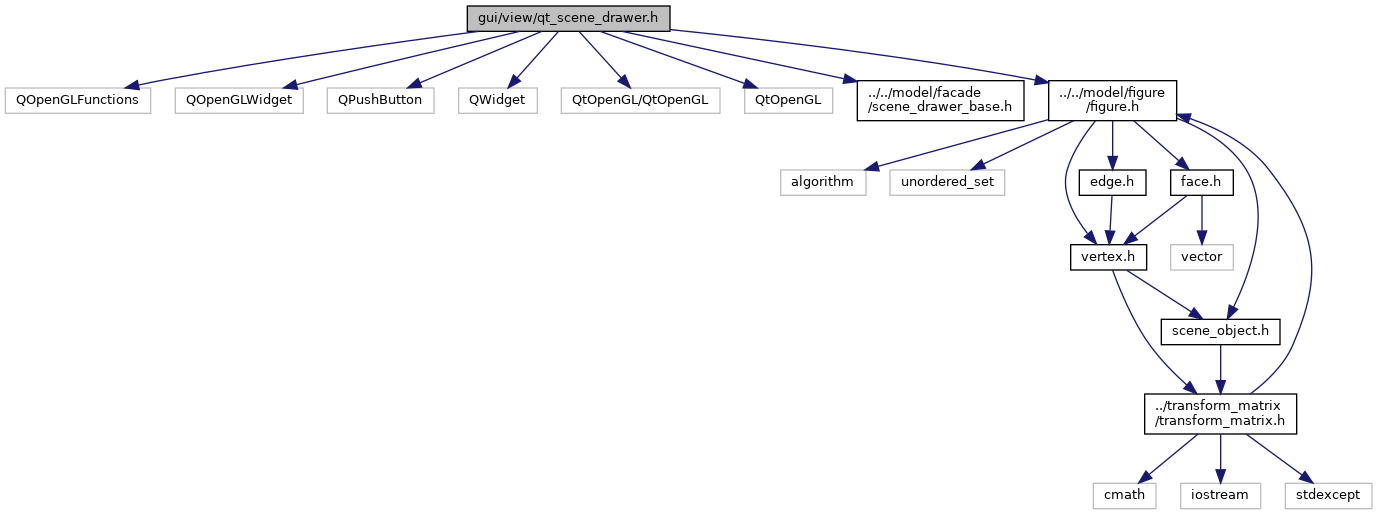 gui/view/qt_scene_drawer.h
QOpenGLFunctions
QOpenGLWidget
QPushButton
QWidget
QtOpenGL/QtOpenGL
QtOpenGL
../../model/facade
/scene_drawer_base.h
../../model/figure
/figure.h
algorithm
unordered_set
edge.h
face.h
vertex.h
vector
scene_object.h
../transform_matrix
/transform_matrix.h
cmath
iostream
stdexcept